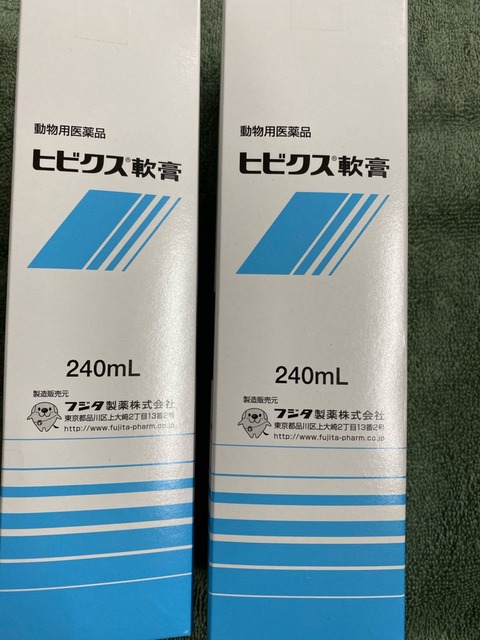 動物用医薬品
ヒビクス®軟膏
240mL
製造販売元
フジタ製薬株式会社
東京都品川区上大崎2丁目13番2号
http://www.fujita-pharm.co.jp
動物用医薬品
ヒビクス®軟膏
240mL
製造販売元
フジタ製薬株式会社
東京都品川区上大崎2丁目13番2号
http://www.fujita-pharm.co.jp